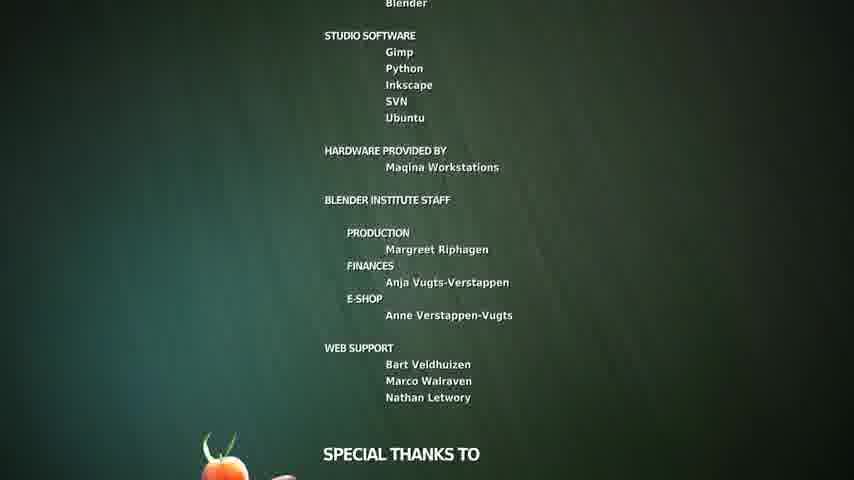 Blender
STUDIO SOFTWARE
Gimp
Python
Inkscape
SVN
Ubuntu
HARDWARE PROVIDED BY
Maqina Workstations
BLENDER INSTITUTE STAFF
PRODUCTION
Margreet Riphagen
FINANCES
Anja Vugts-Verstappen
E-SHOP
Anne Verstappen-Vugts
WEB SUPPORT
Bart Veldhuizen
Marco Walraven
Nathan Letwory
SPECIAL THANKS TO